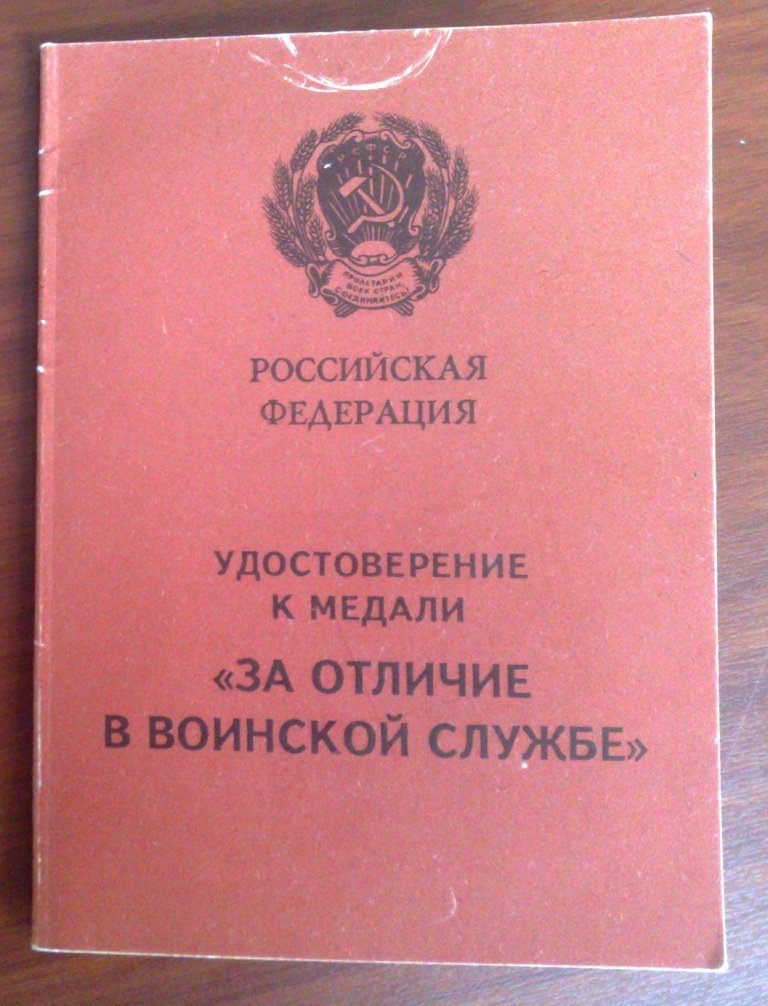 РСФСР
ПРОЛЕТАРИИ
ВСЕХ СТРАН,
СОЕДИНЯЙТЕСЬ!
РОССИЙСКАЯ
ФЕДЕРАЦИЯ
УДОСТОВЕРЕНИЕ
К МЕДАЛИ
«ЗА ОТЛИЧИЕ
В ВОИНСКОЙ СЛУЖБЕ»